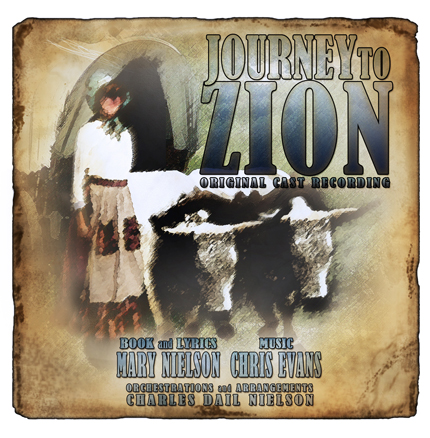 JOURNEY TO
ZION
ORIGINAL CAST RECORDING
BOOK and LYRICS MUSIC
MARY NIELSON CHRIS EVANS
ORCHESTRATIONS and ARRANGEMENTS
CHARLES DAIL NIELSON